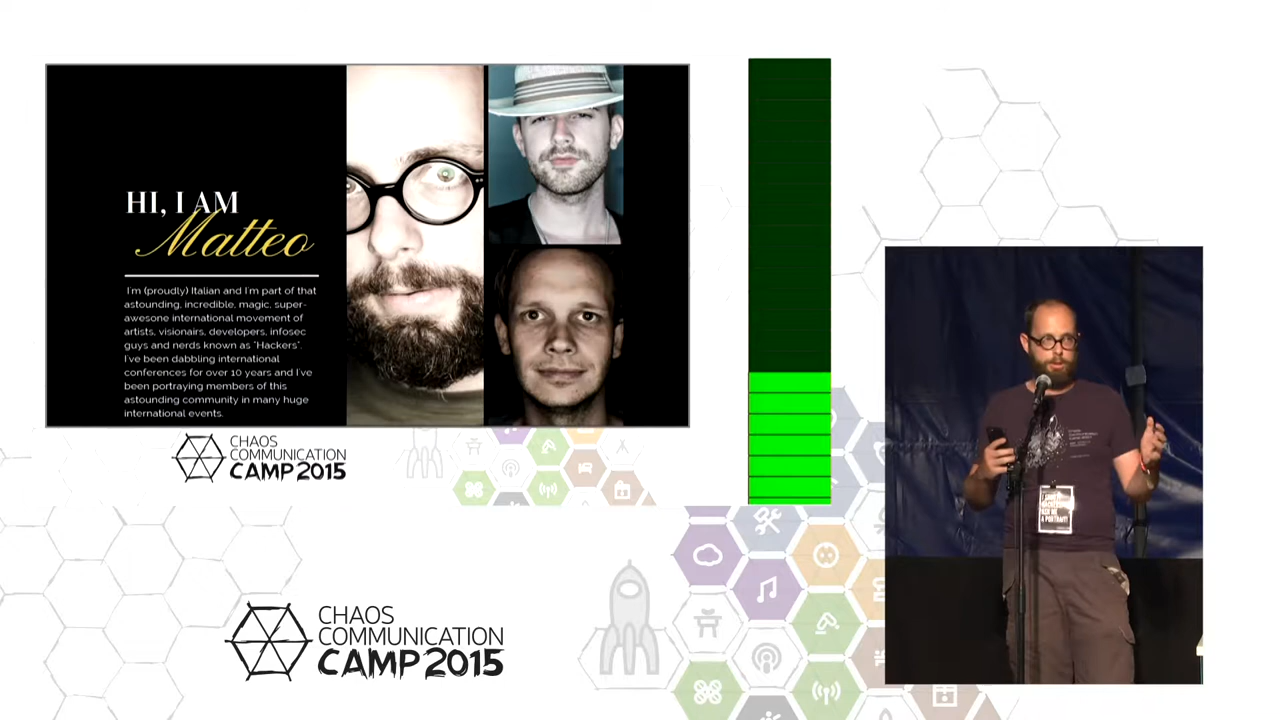 HI, I AM
Matteo
I'm (proudly) Italian and I'm part of that
astounding, incredible, magic, super-
awesone international movement of
artists, visionairs, developers, infosec
guys and nerds known as "Hackers".
I've been dabbling international
conferences for over 10 years and I've
been portraying members of this
astounding community in many huge
international events.
CHAOS
COMMUNICATION
CAMP 2015
CHAOS
COMMUNICATION
CAMP 2015
A PORTRAIT